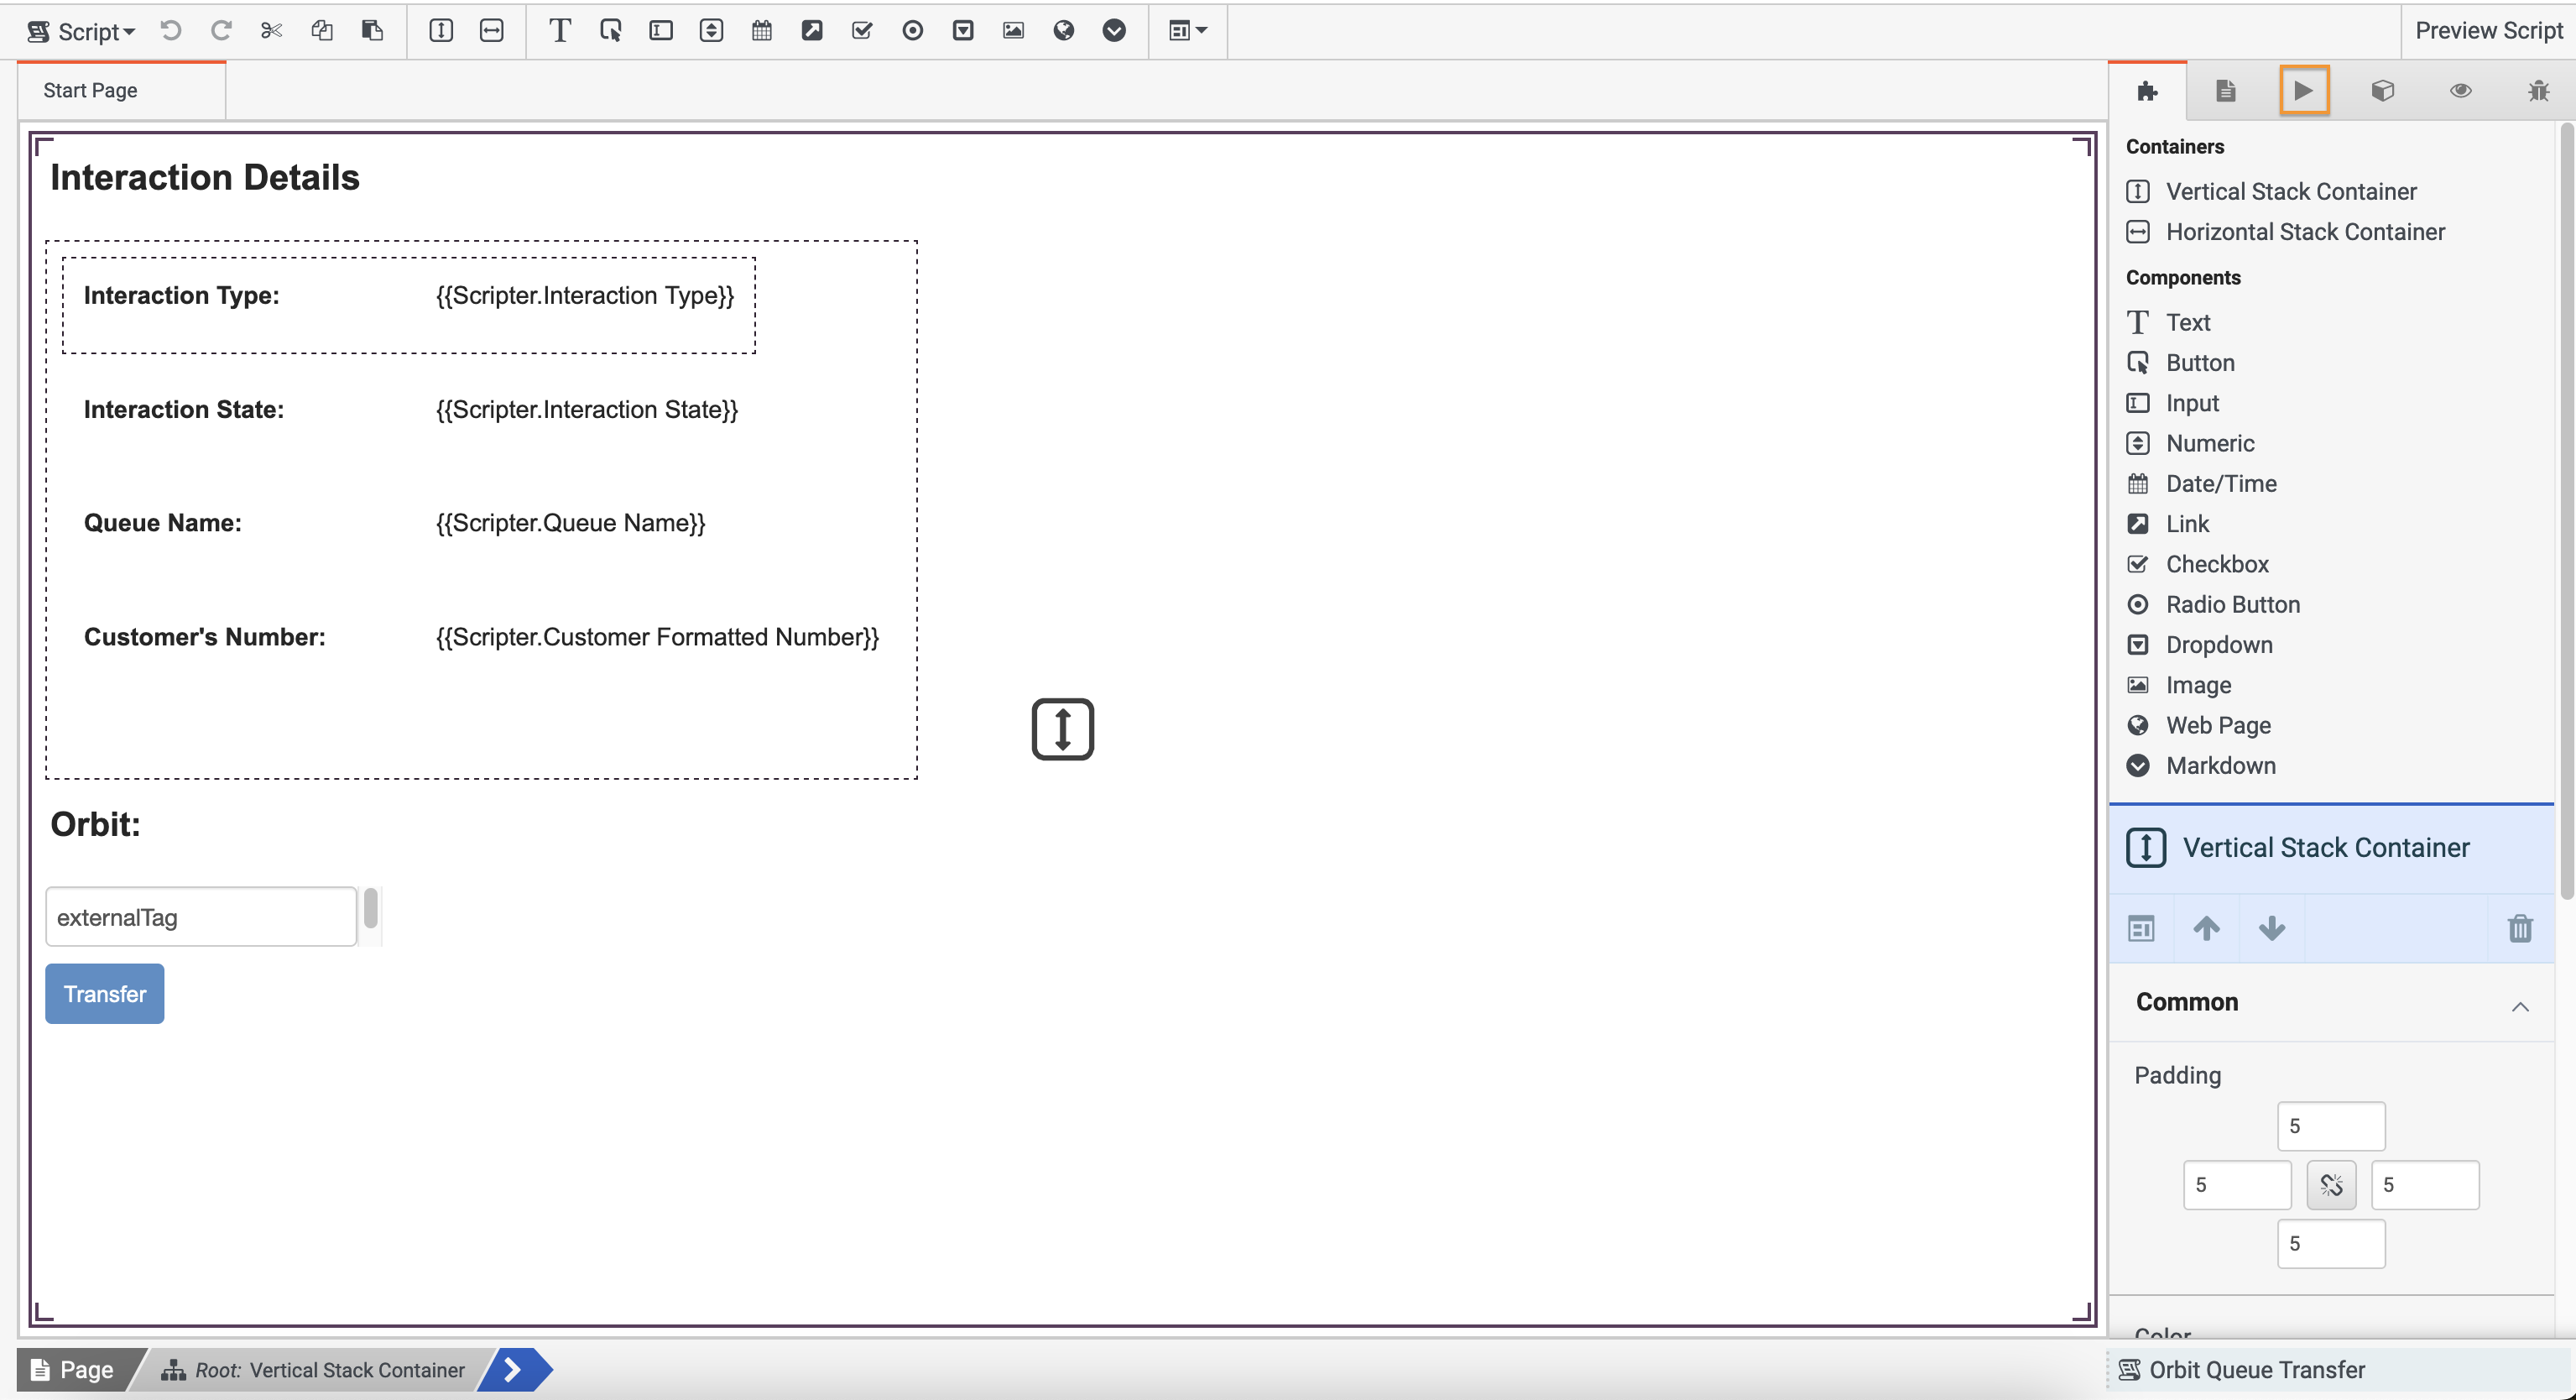 Script
T
Preview Script
Start Page
Interaction Details
Interaction Type: {{Scripter.Interaction Type}}
Interaction State: {{Scripter.Interaction State}}
Queue Name: {{Scripter.Queue Name}}
Customer's Number: {{Scripter.Customer Formatted Number}}
Orbit:
externalTag
Transfer
Containers
Vertical Stack Container
Horizontal Stack Container
Components
T Text
Button
Input
Numeric
Date/Time
Link
Checkbox
Radio Button
Dropdown
Image
Web Page
Markdown
Vertical Stack Container
Common
Padding
5
5 5
5
Color
Page
Root: Vertical Stack Container
Orbit Queue Transfer